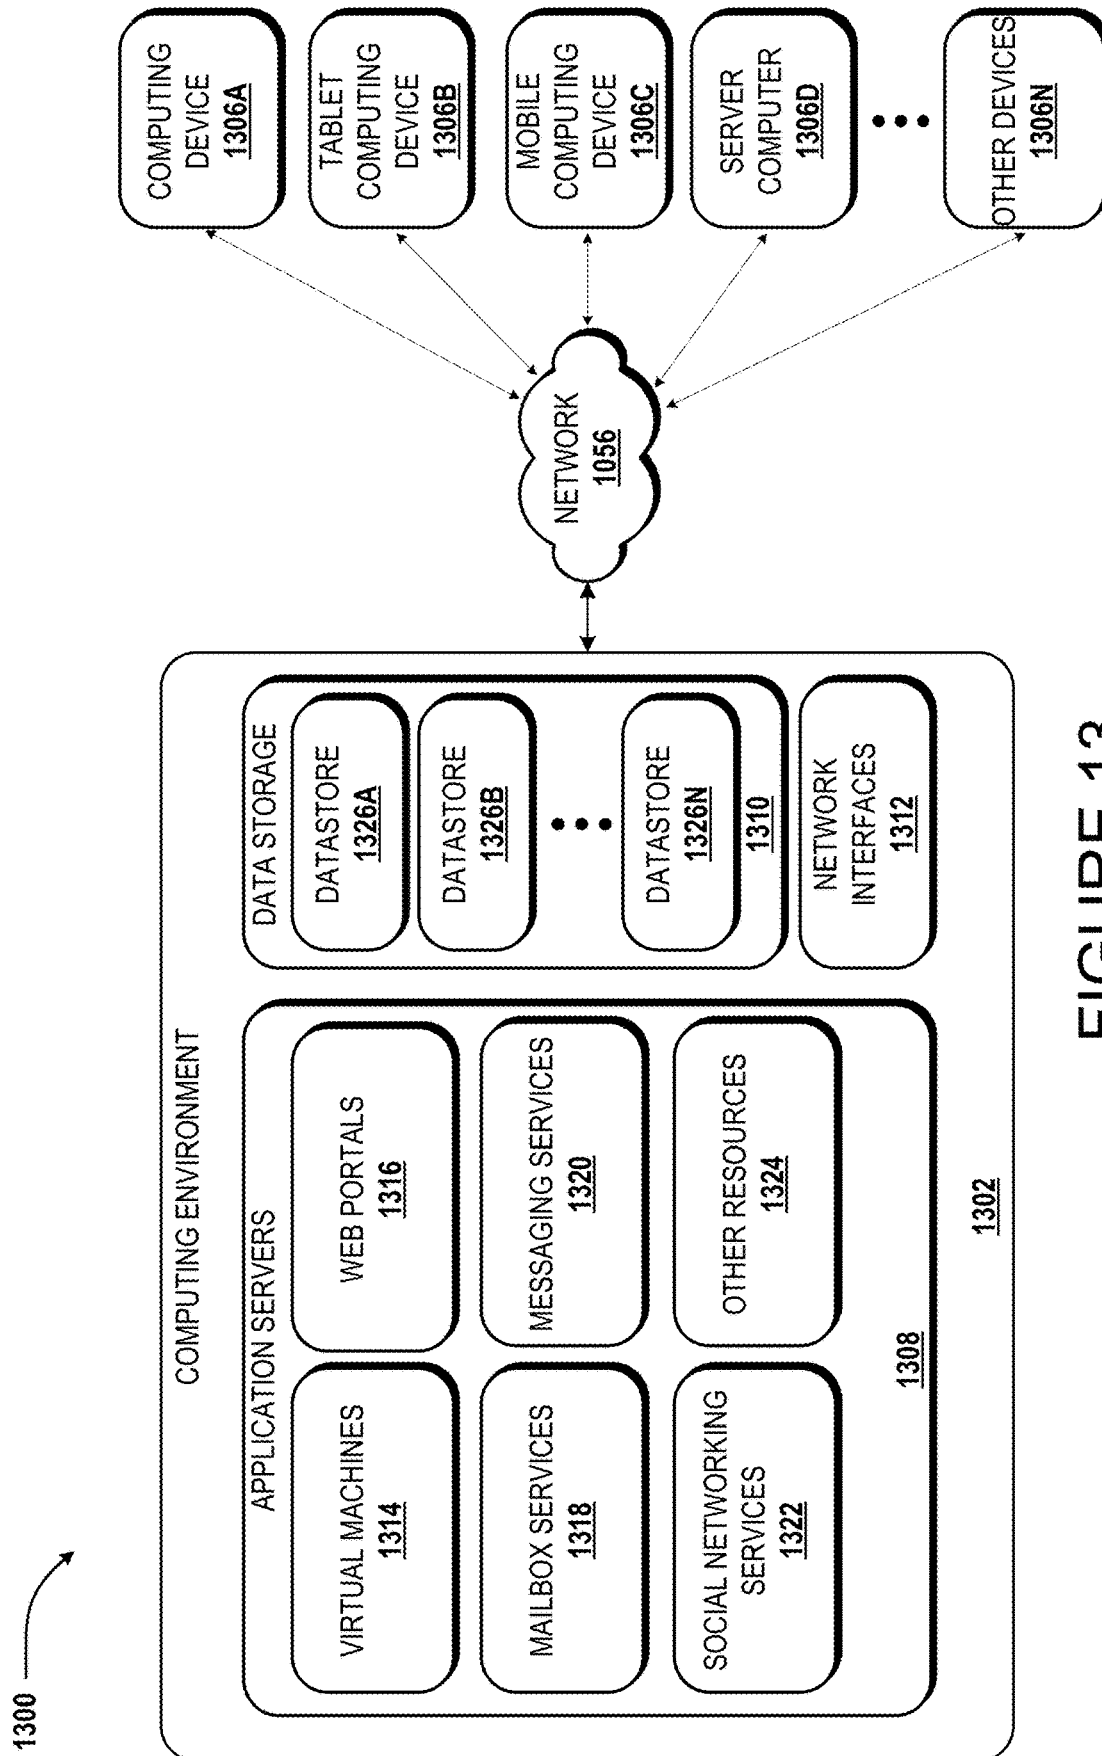 1300
COMPUTING ENVIRONMENT
APPLICATION SERVERS
VIRTUAL MACHINES
1314
WEB PORTALS
1316
MAILBOX SERVICES
1318
MESSAGING SERVICES
1320
SOCIAL NETWORKING
SERVICES
1322
OTHER RESOURCES
1324
1308
DATA STORAGE
DATASTORE
1326A
DATASTORE
1326B
DATASTORE
1326N
1310
NETWORK
INTERFACES
1312
1302
NETWORK
1056
COMPUTING
DEVICE
1306A
TABLET
COMPUTING
DEVICE
1306B
MOBILE
COMPUTING
DEVICE
1306C
SERVER
COMPUTER
1306D
OTHER DEVICES
1306N
FIGURE 13